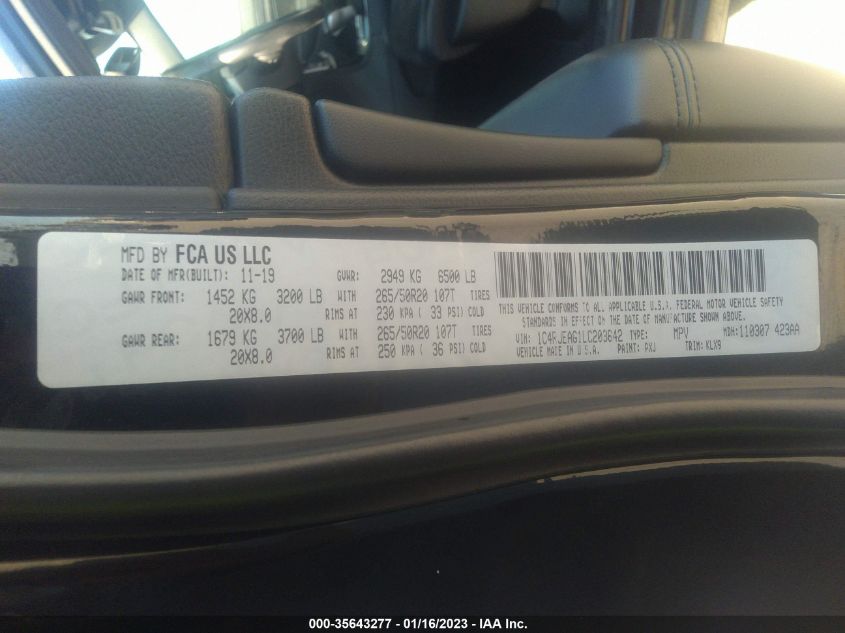 MFD BY FCA US LLC
DATE OF MFR(BUILT): 11-19 GVWR: 2949 KG 6500 LB
GAWR FRONT: 1452 KG 3200 LB WITH 265/50R20 107T TIRES
20X8.0 RIMS AT 230 KPA ( 33 PSI) COLD
GAWR REAR: 1679 KG 3700 LB WITH 265/50R20 107T TIRES
20X8.0 RIMS AT 250 KPA ( 36 PSI) COLD
THIS VEHICLE CONFORMS TO ALL APPLICABLE U.S.A. FEDERAL MOTOR VEHICLE SAFETY
STANDARDS IN EFFECT ON THE DATE OF MANUFACTURE SHOWN ABOVE.
VIN: 1C4RJEAG1LC203642 TYPE: MPV MDH: 110307 423AA
VEHICLE MADE IN U.S.A. PAINT: PXJ TRIM: KLX9
000-35643277 - 01/16/2023 - IAA Inc.